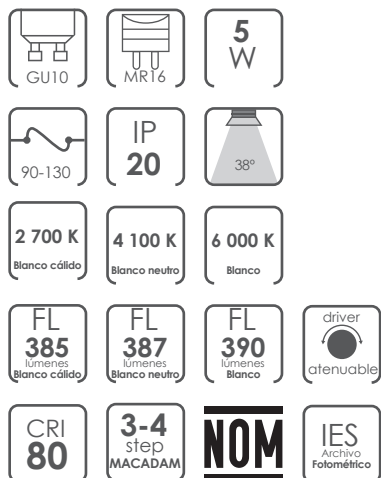 GU10
MR16
5
W
90-130
IP
20
38°
2 700 K
Blanco cálido
4 100 K
Blanco neutro
6 000 K
Blanco
FL
385
lúmenes
Blanco cálido
FL
387
lúmenes
Blanco neutro
FL
390
lúmenes
Blanco
driver
atenuable
CRI
80
3-4
step
MACADAM
NOM
IES
Archivo
Fotométrico